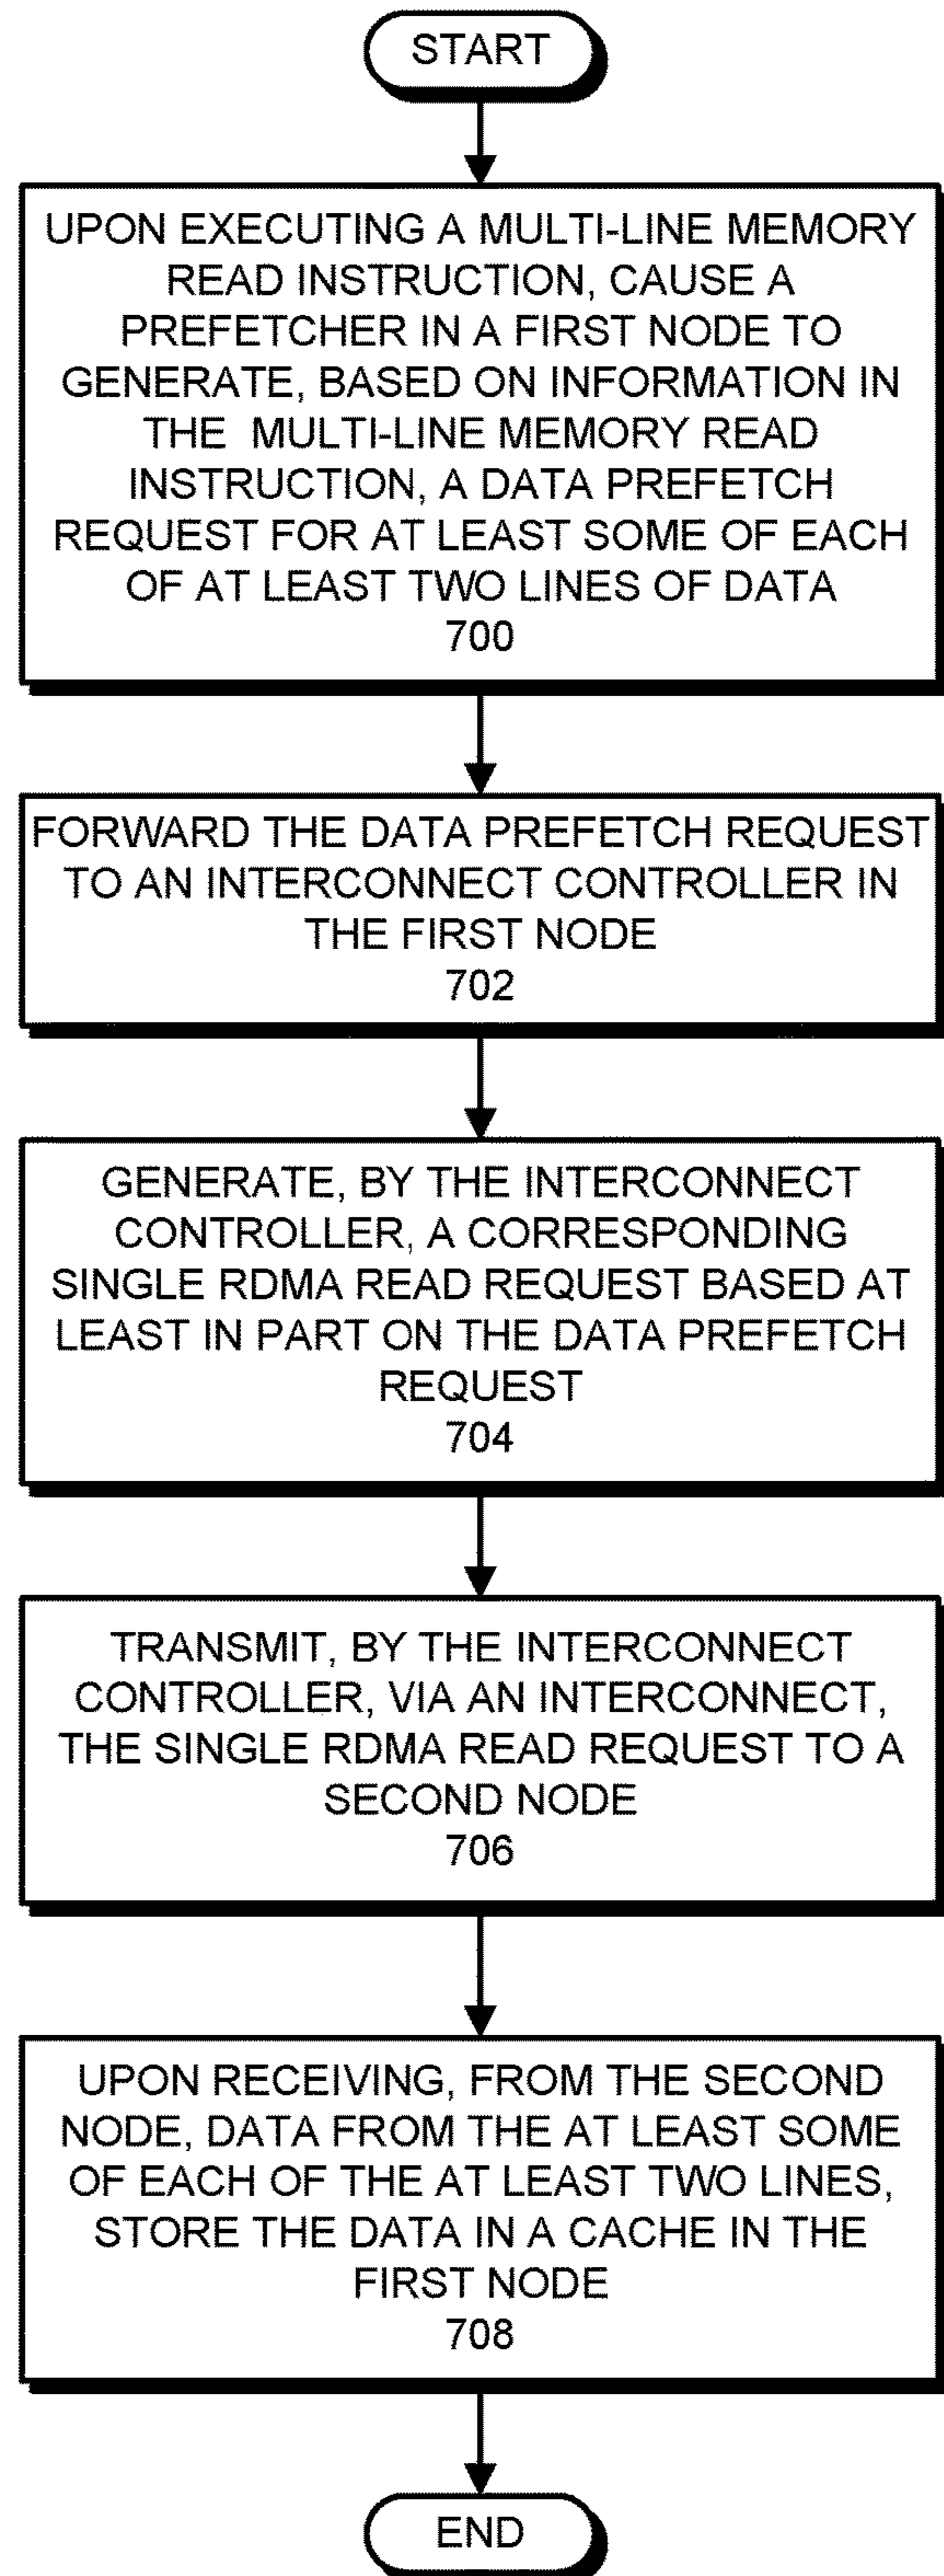 START
UPON EXECUTING A MULTI-LINE MEMORY
READ INSTRUCTION, CAUSE A
PREFETCHER IN A FIRST NODE TO
GENERATE, BASED ON INFORMATION IN
THE MULTI-LINE MEMORY READ
INSTRUCTION, A DATA PREFETCH
REQUEST FOR AT LEAST SOME OF EACH
OF AT LEAST TWO LINES OF DATA
700
FORWARD THE DATA PREFETCH REQUEST
TO AN INTERCONNECT CONTROLLER IN
THE FIRST NODE
702
GENERATE, BY THE INTERCONNECT
CONTROLLER, A CORRESPONDING
SINGLE RDMA READ REQUEST BASED AT
LEAST IN PART ON THE DATA PREFETCH
REQUEST
704
TRANSMIT, BY THE INTERCONNECT
CONTROLLER, VIA AN INTERCONNECT,
THE SINGLE RDMA READ REQUEST TO A
SECOND NODE
706
UPON RECEIVING, FROM THE SECOND
NODE, DATA FROM THE AT LEAST SOME
OF EACH OF THE AT LEAST TWO LINES,
STORE THE DATA IN A CACHE IN THE
FIRST NODE
708
END